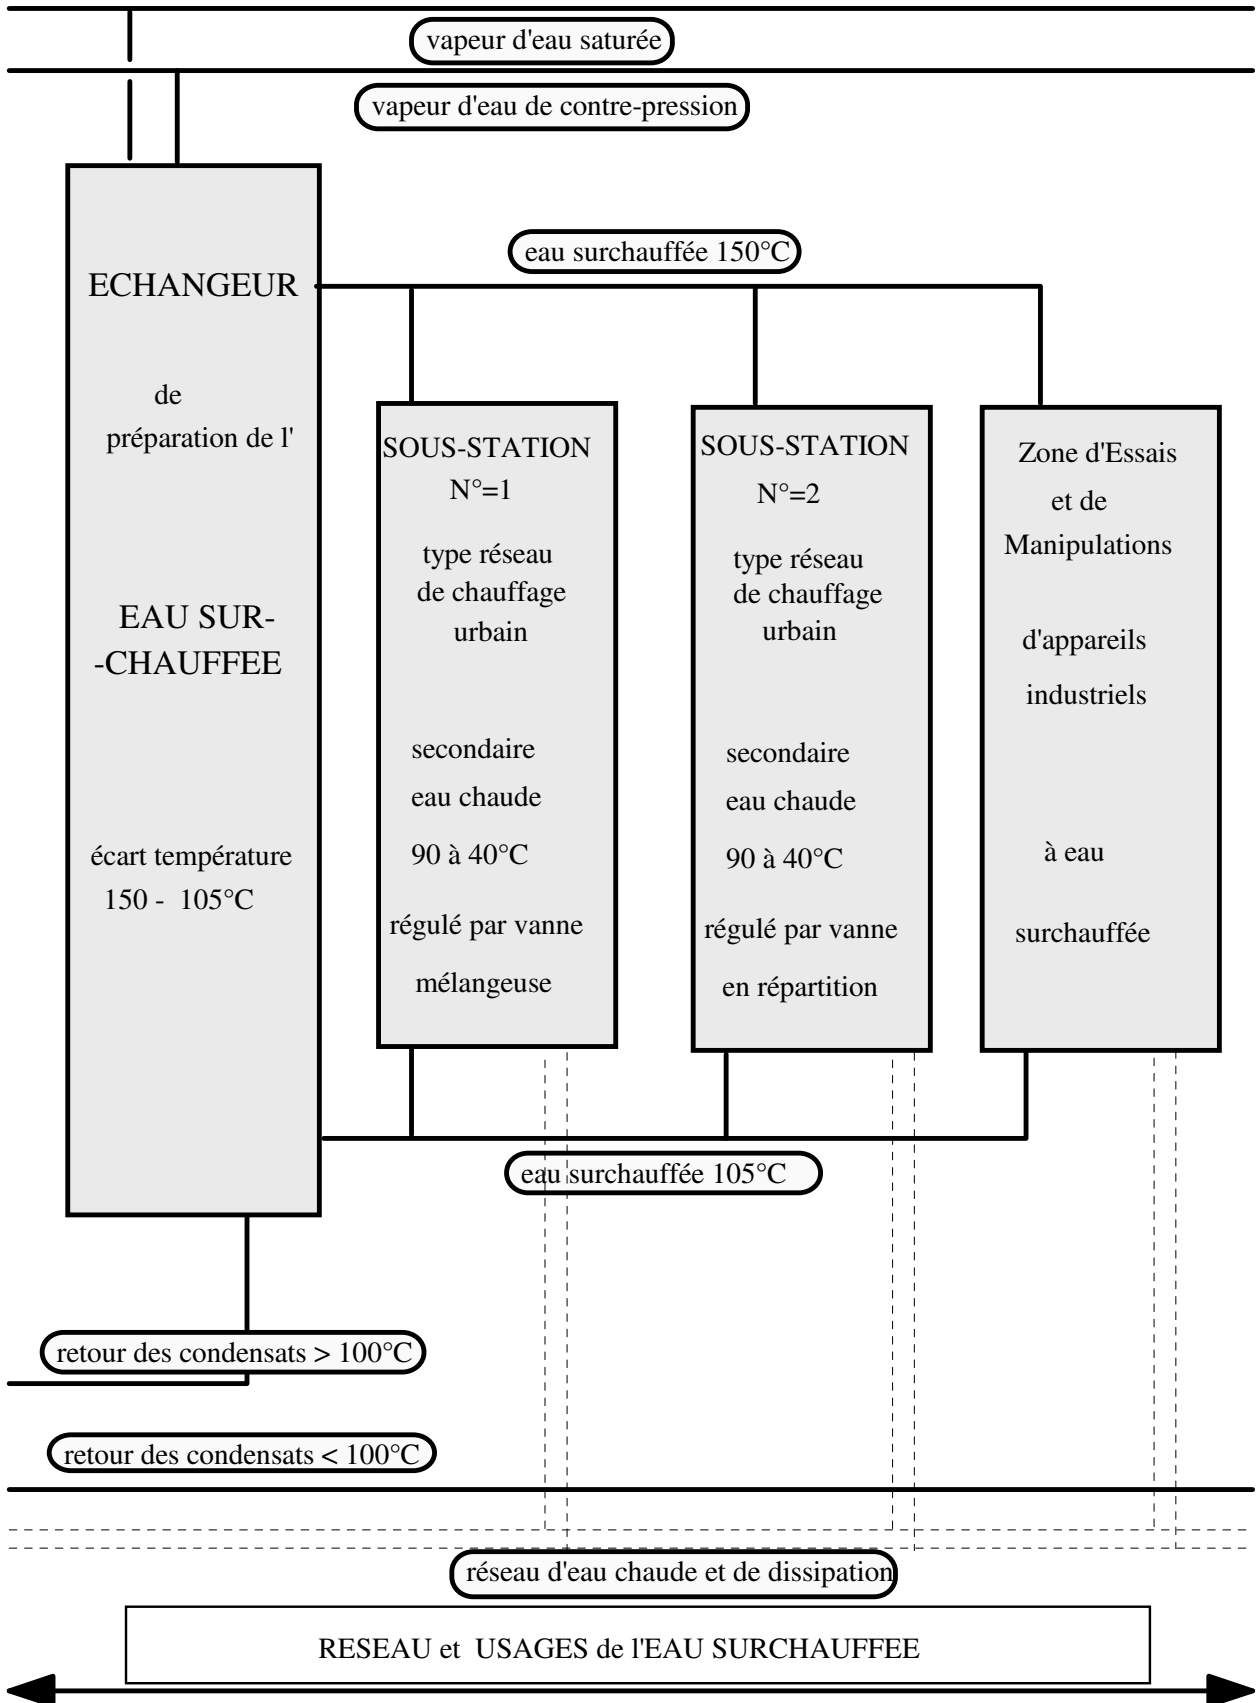 vapeur d'eau saturée
vapeur d'eau de contre-pression
eau surchauffée 150°C
ECHANGEUR
de
préparation de l'
EAU SUR-
-CHAUFFEE
écart température
150 -  105°C
SOUS-STATION
N°=1
type réseau
de chauffage
urbain
secondaire
eau chaude
90 à 40°C
régulé par vanne
mélangeuse
SOUS-STATION
N°=2
type réseau
de chauffage
urbain
secondaire
eau chaude
90 à 40°C
régulé par vanne
en répartition
Zone d'Essais
et de
Manipulations
d'appareils
industriels
à eau
surchauffée
eau surchauffée 105°C
retour des condensats > 100°C
retour des condensats < 100°C
réseau d'eau chaude et de dissipation
RESEAU et  USAGES de l'EAU SURCHAUFFEE